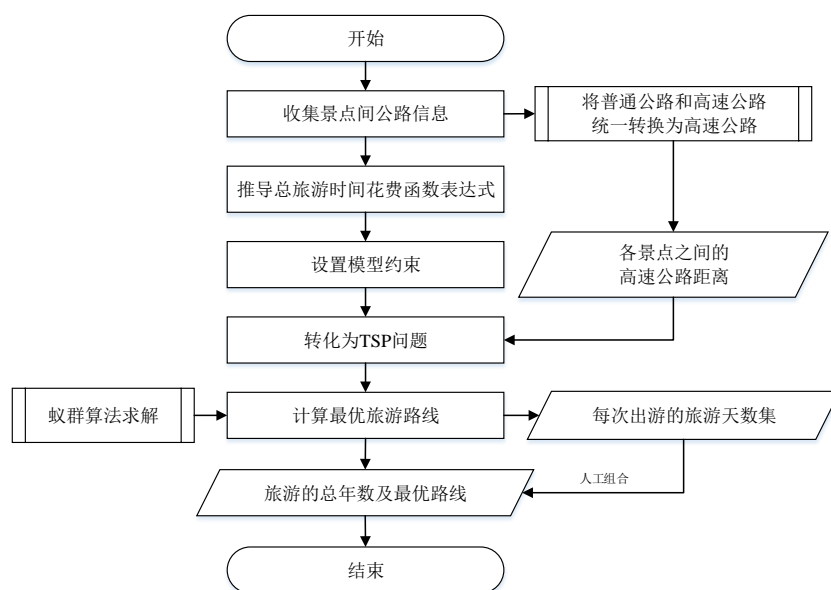 开始
收集景点间公路信息
将普通公路和高速公路
统一转换为高速公路
推导总旅游时间花费函数表达式
设置模型约束
各景点之间的
高速公路距离
转化为TSP问题
蚁群算法求解
计算最优旅游路线
每次出游的旅游天数集
人工组合
旅游的总年数及最优路线
结束